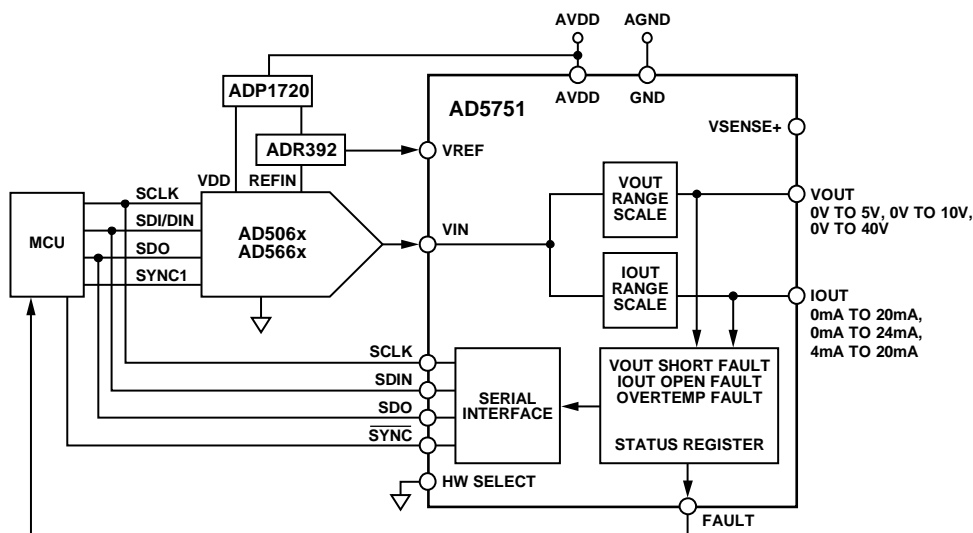 AVDD
AGND
ADP1720
AVDD
GND
AD5751
VSENSE+
ADR392
VREF
VDD
REFIN
SCLK
SDI/DIN
SDO
SYNC1
MCU
AD506x
AD566x
VIN
VOUT
RANGE
SCALE
VOUT
0V TO 5V, 0V TO 10V,
0V TO 40V
IOUT
RANGE
SCALE
IOUT
0mA TO 20mA,
0mA TO 24mA,
4mA TO 20mA
SCLK
SDIN
SDO
SYNC
SERIAL
INTERFACE
VOUT SHORT FAULT
IOUT OPEN FAULT
OVERTEMP FAULT
STATUS REGISTER
HW SELECT
FAULT